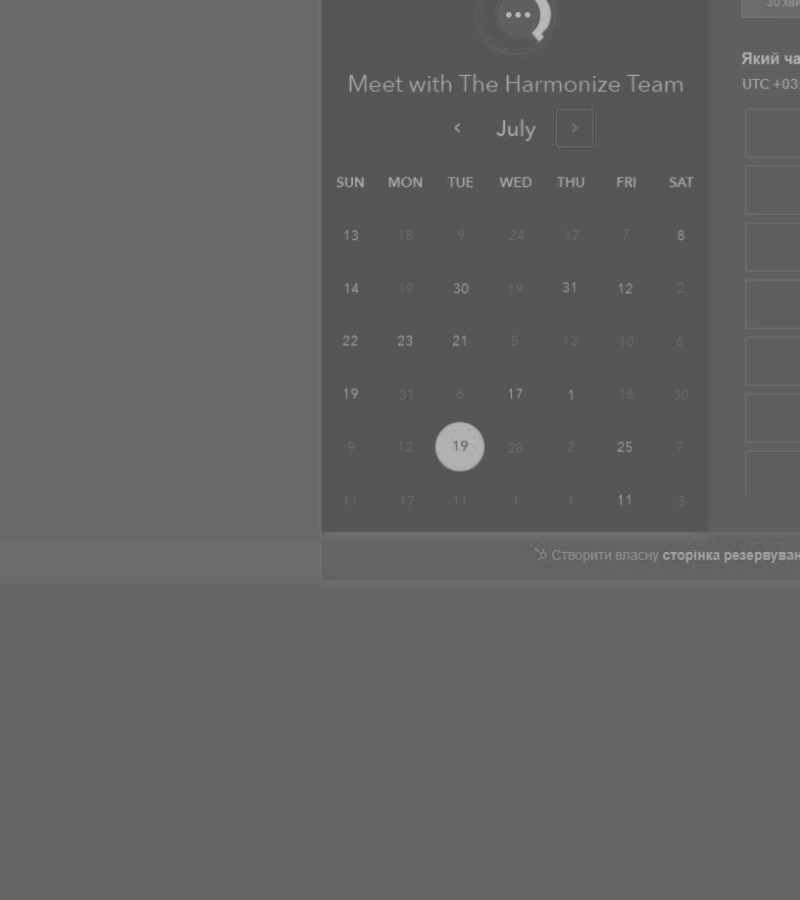 Meet with The Harmonize Team
July
SUN MON TUE WED THU FRI SAT
13 18 9 24 17 7 8
14 19 30 19 31 12 2
22 23 21 5 12 10 6
19 31 6 17 1 16 30
9 12 19 28 2 25 7
11 17 11 1 1 11 3
30
Який
UTC +03
Створити власну сторінка